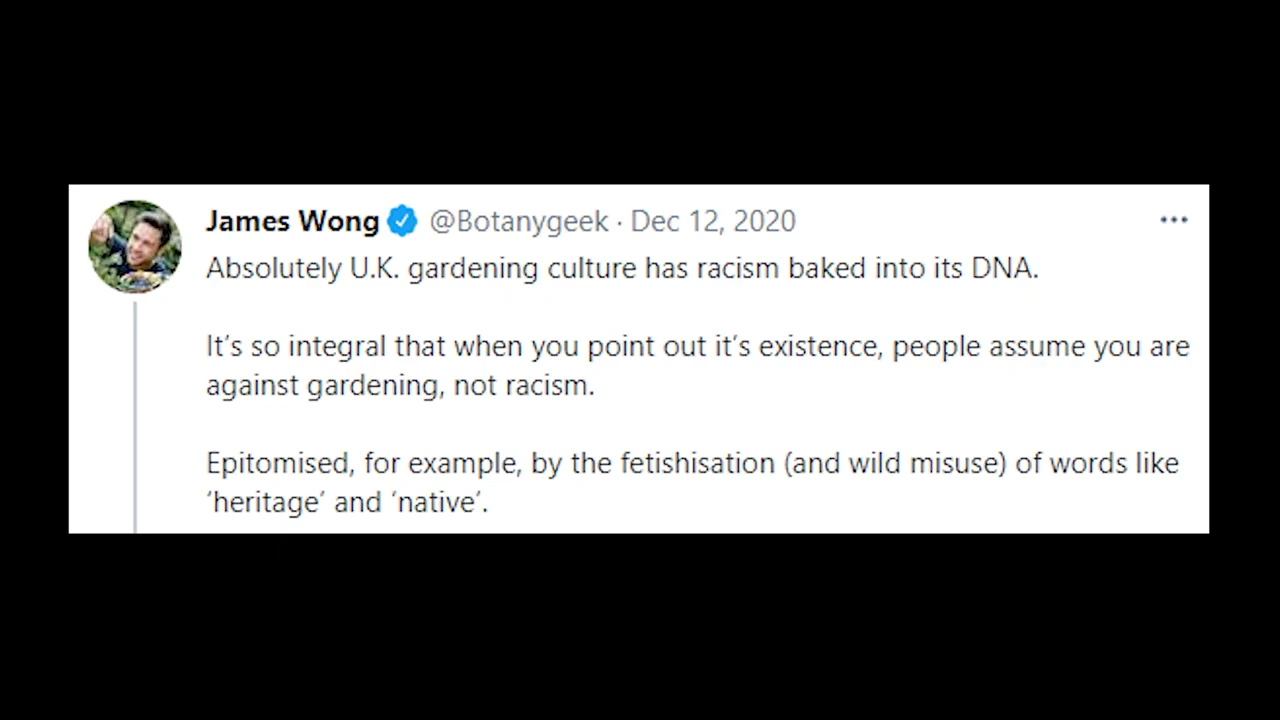 James Wong @Botanygeek · Dec 12, 2020
Absolutely U.K. gardening culture has racism baked into its DNA.
It’s so integral that when you point out it’s existence, people assume you are
against gardening, not racism.
Epitomised, for example, by the fetishisation (and wild misuse) of words like
‘heritage’ and ‘native’.